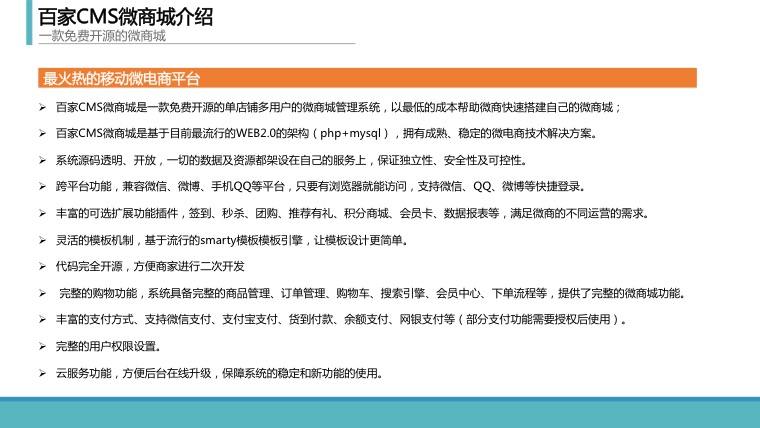 百家CMS微商城介绍
一款免费开源的微商城
最火热的移动微电商平台
➢ 百家CMS微商城是一款免费开源的单店铺多用户的微商城管理系统，以最低的成本帮助微商快速搭建自己的微商城；
➢ 百家CMS微商城是基于目前最流行的WEB2.0的架构（php+mysql），拥有成熟、稳定的微电商技术解决方案。
➢ 系统源码透明、开放，一切的数据及资源都架设在自己的服务上，保证独立性、安全性及可控性。
➢ 跨平台功能，兼容微信、微博、手机QQ等平台，只要有浏览器就能访问，支持微信、QQ、微博等快捷登录。
➢ 丰富的可选扩展功能插件，签到、秒杀、团购、推荐有礼、积分商城、会员卡、数据报表等，满足微商的不同运营的需求。
➢ 灵活的模板机制，基于流行的smarty模板模板引擎，让模板设计更简单。
➢ 代码完全开源，方便商家进行二次开发
➢ 完整的购物功能，系统具备完整的商品管理、订单管理、购物车、搜索引擎、会员中心、下单流程等，提供了完整的微商城功能。
➢ 丰富的支付方式、支持微信支付、支付宝支付、货到付款、余额支付、网银支付等（部分支付功能需要授权后使用）。
➢ 完整的用户权限设置。
➢ 云服务功能，方便后台在线升级，保障系统的稳定和新功能的使用。